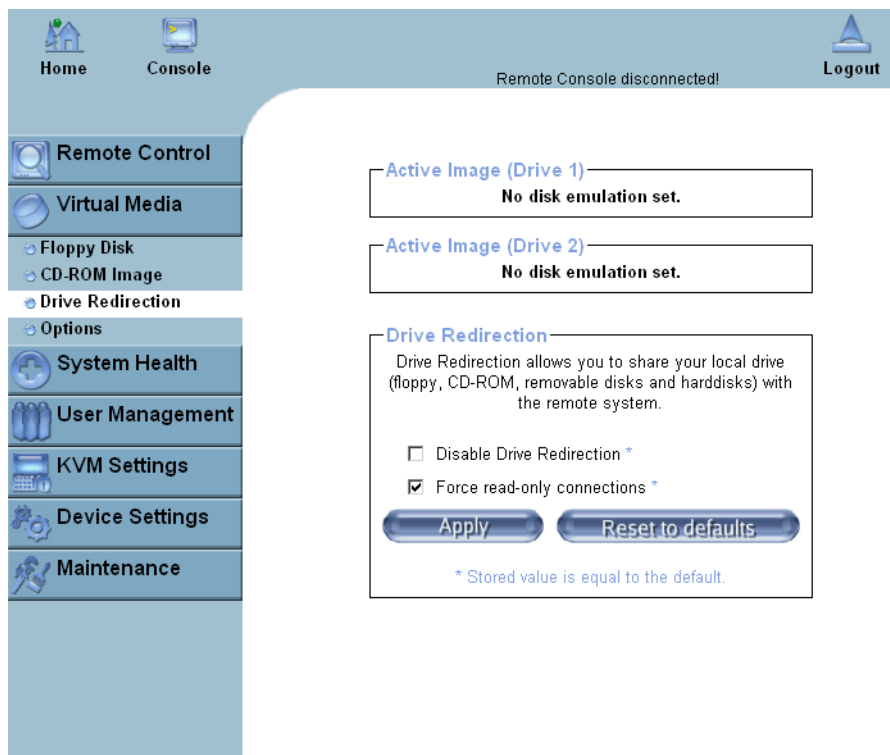 Home
Console
Remote Console disconnected!
Logout
Remote Control
Virtual Media
Floppy Disk
CD-ROM Image
Drive Redirection
Options
System Health
User Management
KVM Settings
Device Settings
Maintenance
Active Image (Drive 1)
No disk emulation set.
Active Image (Drive 2)
No disk emulation set.
Drive Redirection
Drive Redirection allows you to share your local drive
(floppy, CD-ROM, removable disks and harddisks) with
the remote system.
Disable Drive Redirection *
Force read-only connections *
Apply
Reset to defaults
* Stored value is equal to the default.